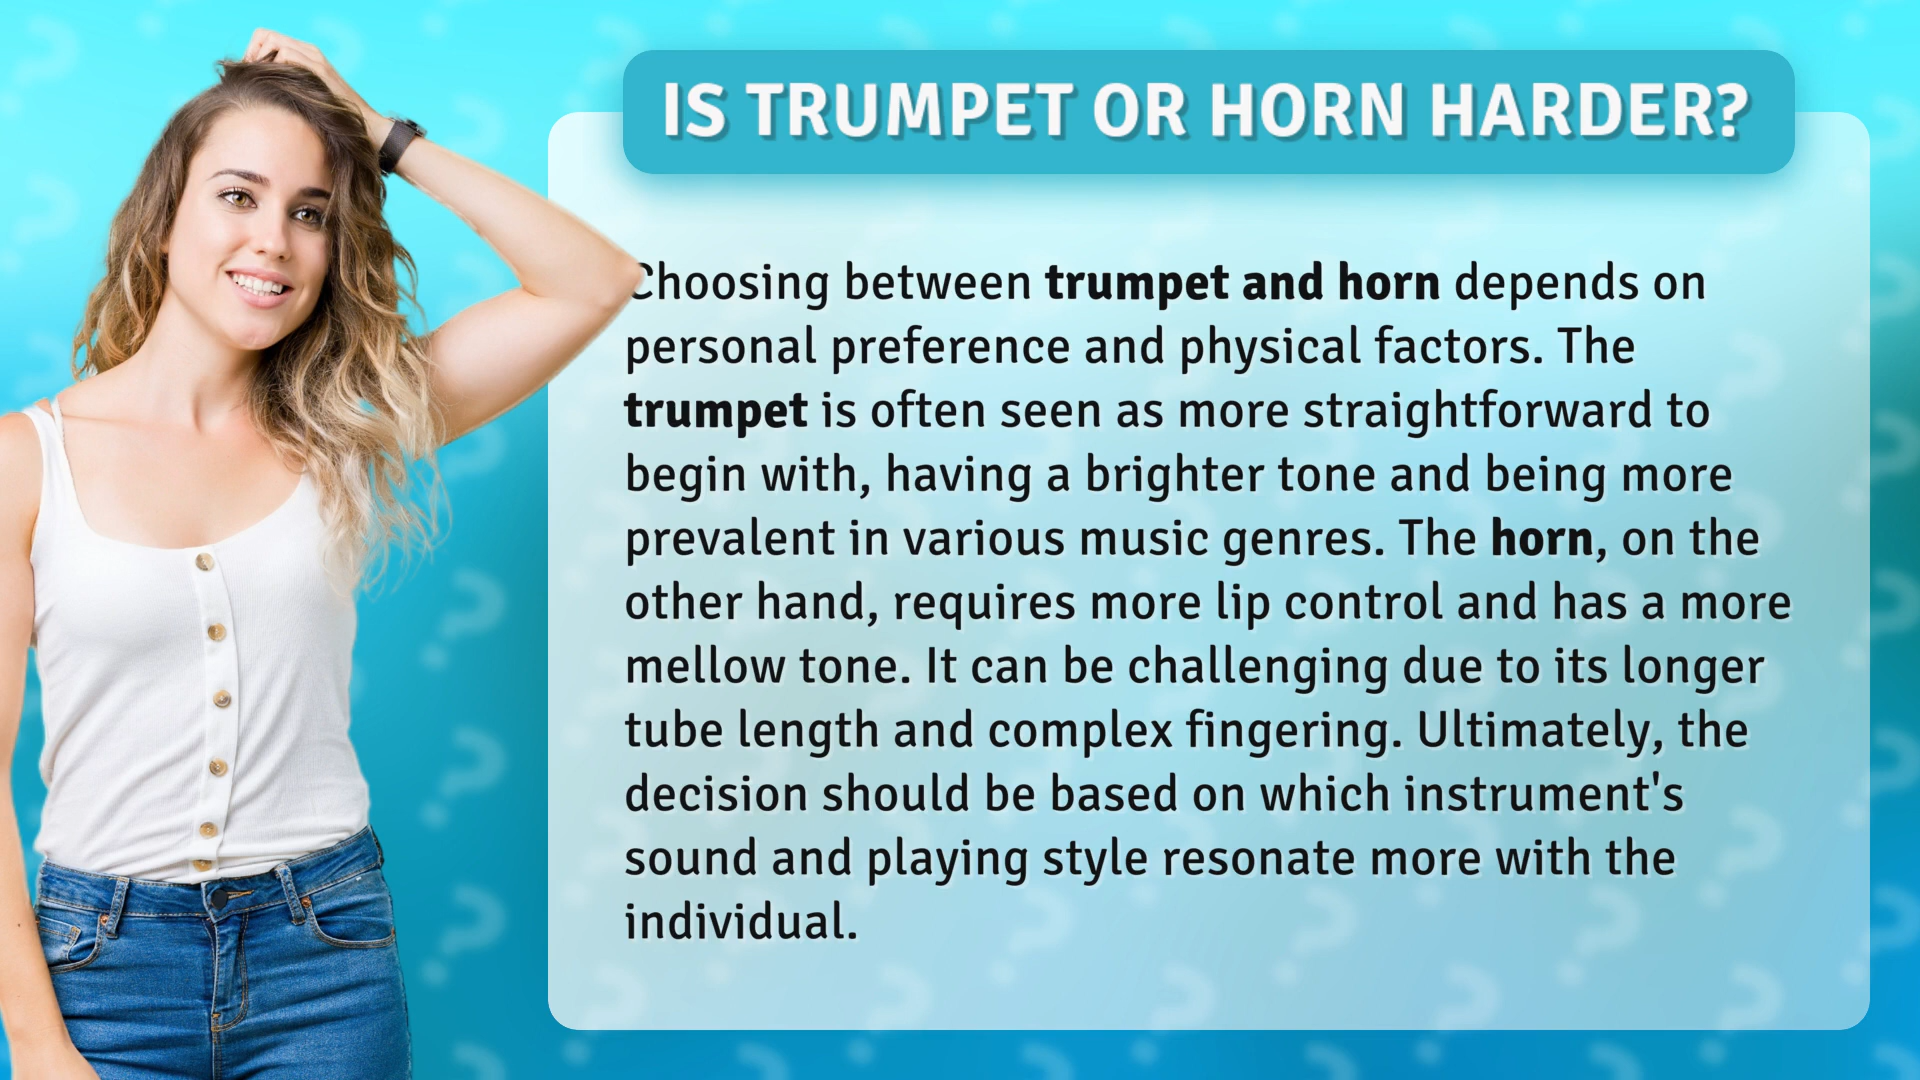 IS TRUMPET OR HORN HARDER?
Choosing between trumpet and horn depends on
personal preference and physical factors. The
trumpet is often seen as more straightforward to
begin with, having a brighter tone and being more
prevalent in various music genres. The horn, on the
other hand, requires more lip control and has a more
mellow tone. It can be challenging due to its longer
tube length and complex fingering. Ultimately, the
decision should be based on which instrument's
sound and playing style resonate more with the
individual.